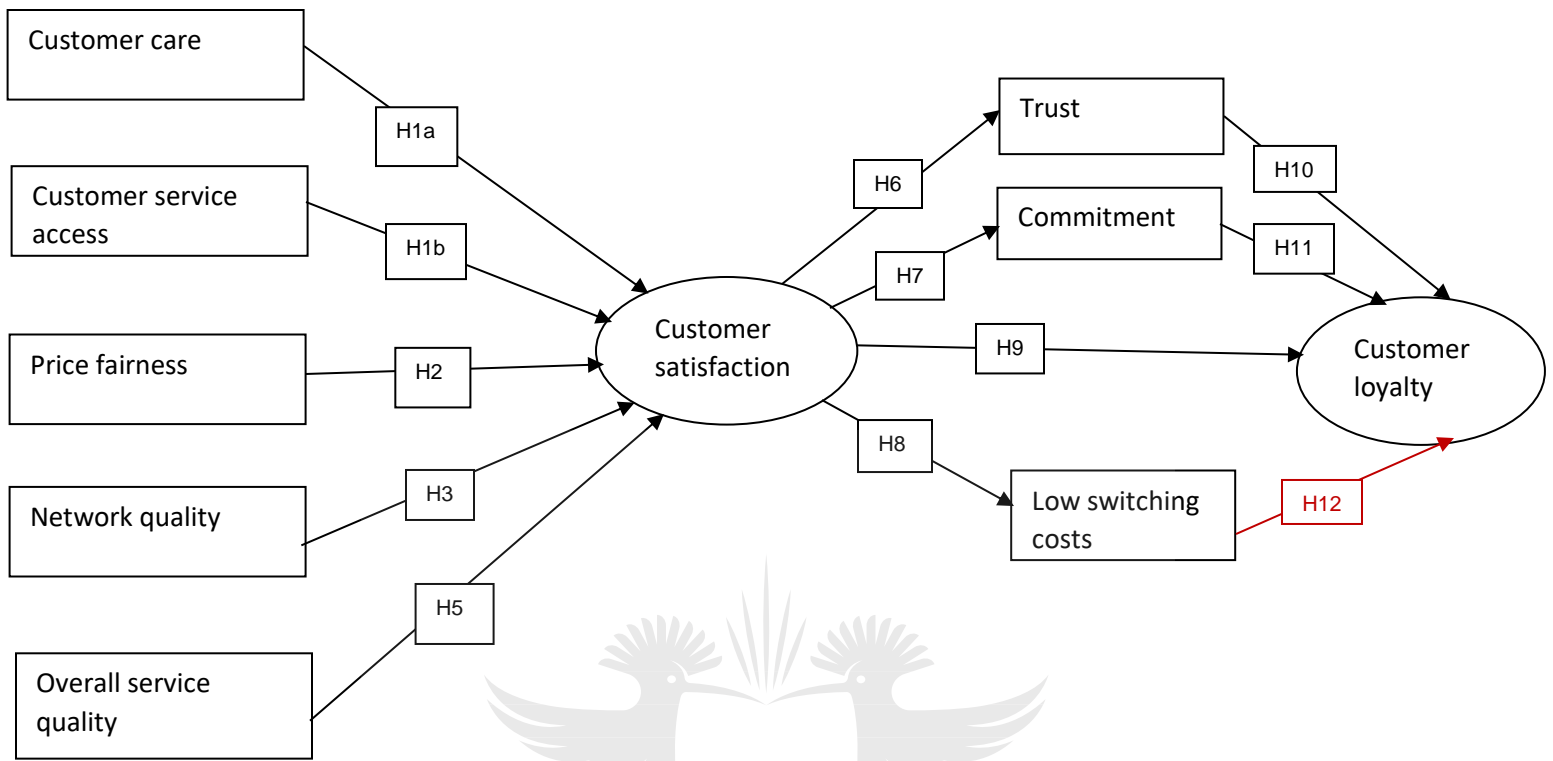 Customer care
H1a
Customer service
access
H1b
Price fairness
H2
Network quality
H3
Overall service
quality
H5
Customer
satisfaction
H6
Trust
H7
Commitment
H9
H8
Low switching
costs
H10
H11
H12
Customer
loyalty